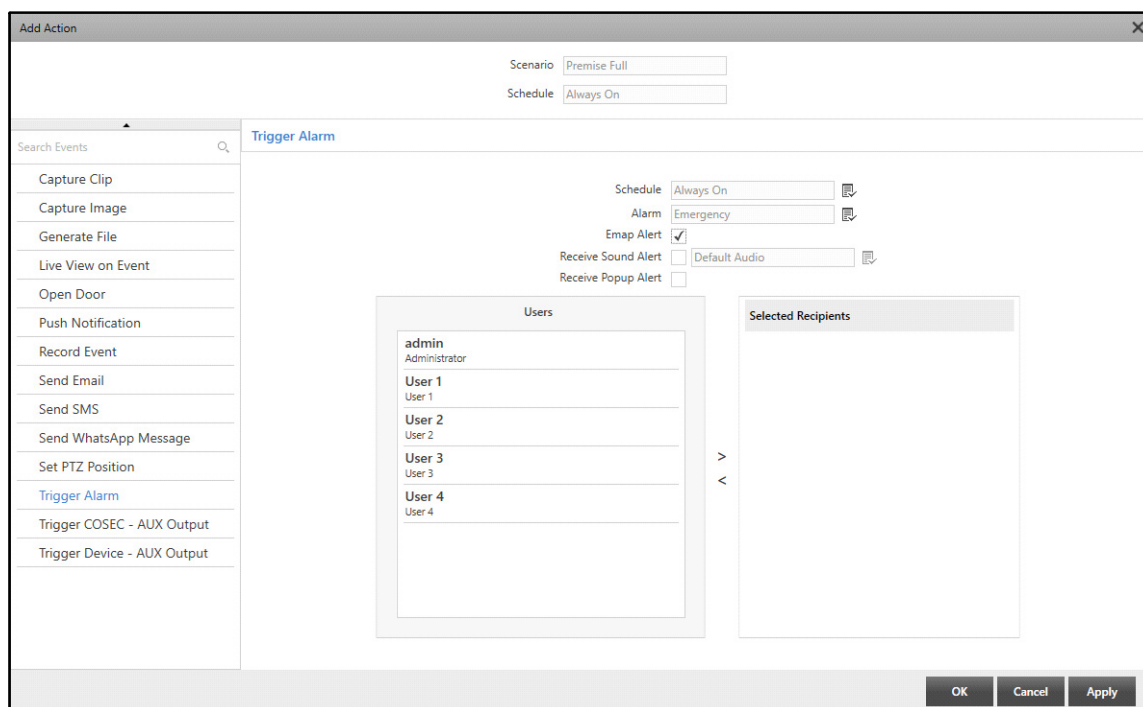 Add Action
Scenario Premise Full
Schedule Always On
Search Events
Capture Clip
Capture Image
Generate File
Live View on Event
Open Door
Push Notification
Record Event
Send Email
Send SMS
Send WhatsApp Message
Set PTZ Position
Trigger Alarm
Trigger COSEC - AUX Output
Trigger Device - AUX Output
Trigger Alarm
Schedule Always On
Alarm Emergency
Emap Alert
Receive Sound Alert Default Audio
Receive Popup Alert
Users
admin
Administrator
User 1
User 1
User 2
User 2
User 3
User 3
User 4
User 4
>
<
Selected Recipients
OK Cancel Apply